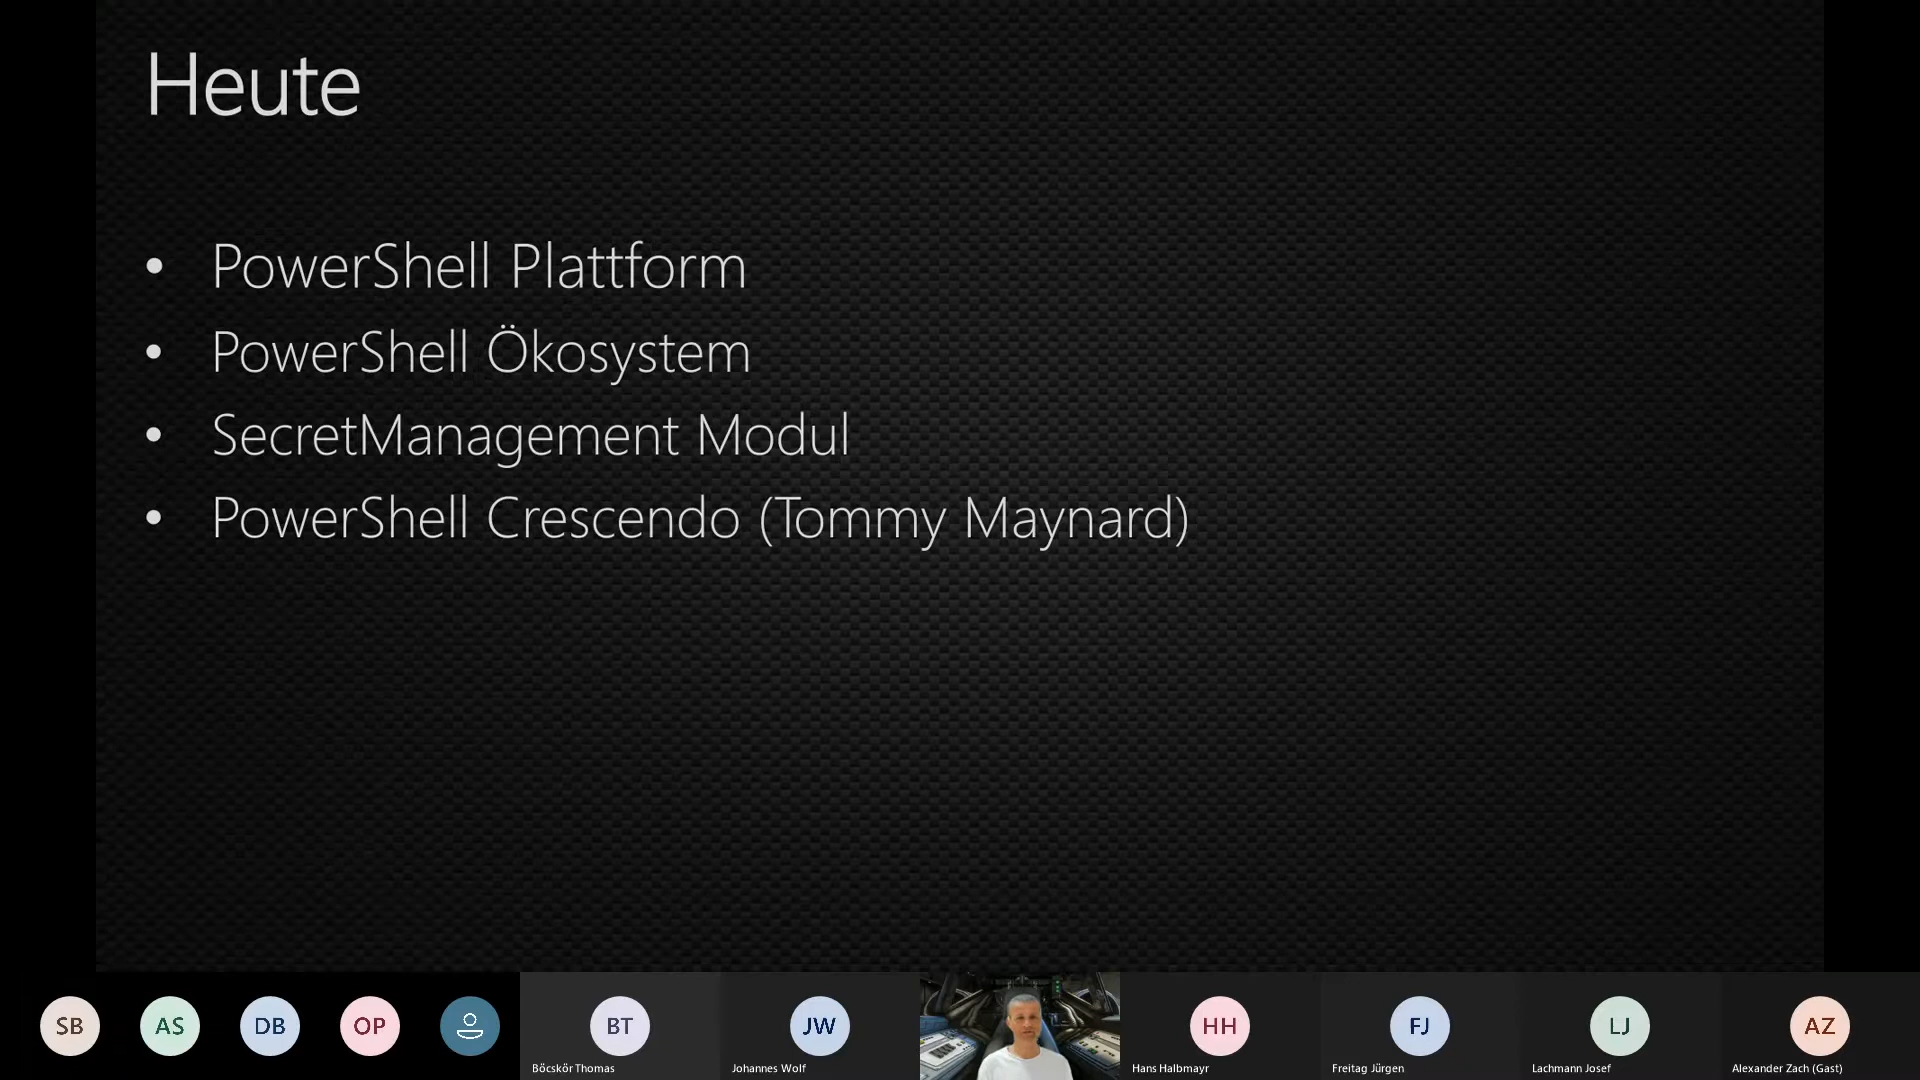 Heute
• PowerShell Plattform
• PowerShell Ökosystem
• SecretManagement Modul
• PowerShell Crescendo (Tommy Maynard)
SB
AS
DB
OP
BT
Böcskör Thomas
JW
Johannes Wolf
HH
Hans Halbmayr
FJ
Freitag Jürgen
LJ
Lachmann Josef
AZ
Alexander Zach (Gast)